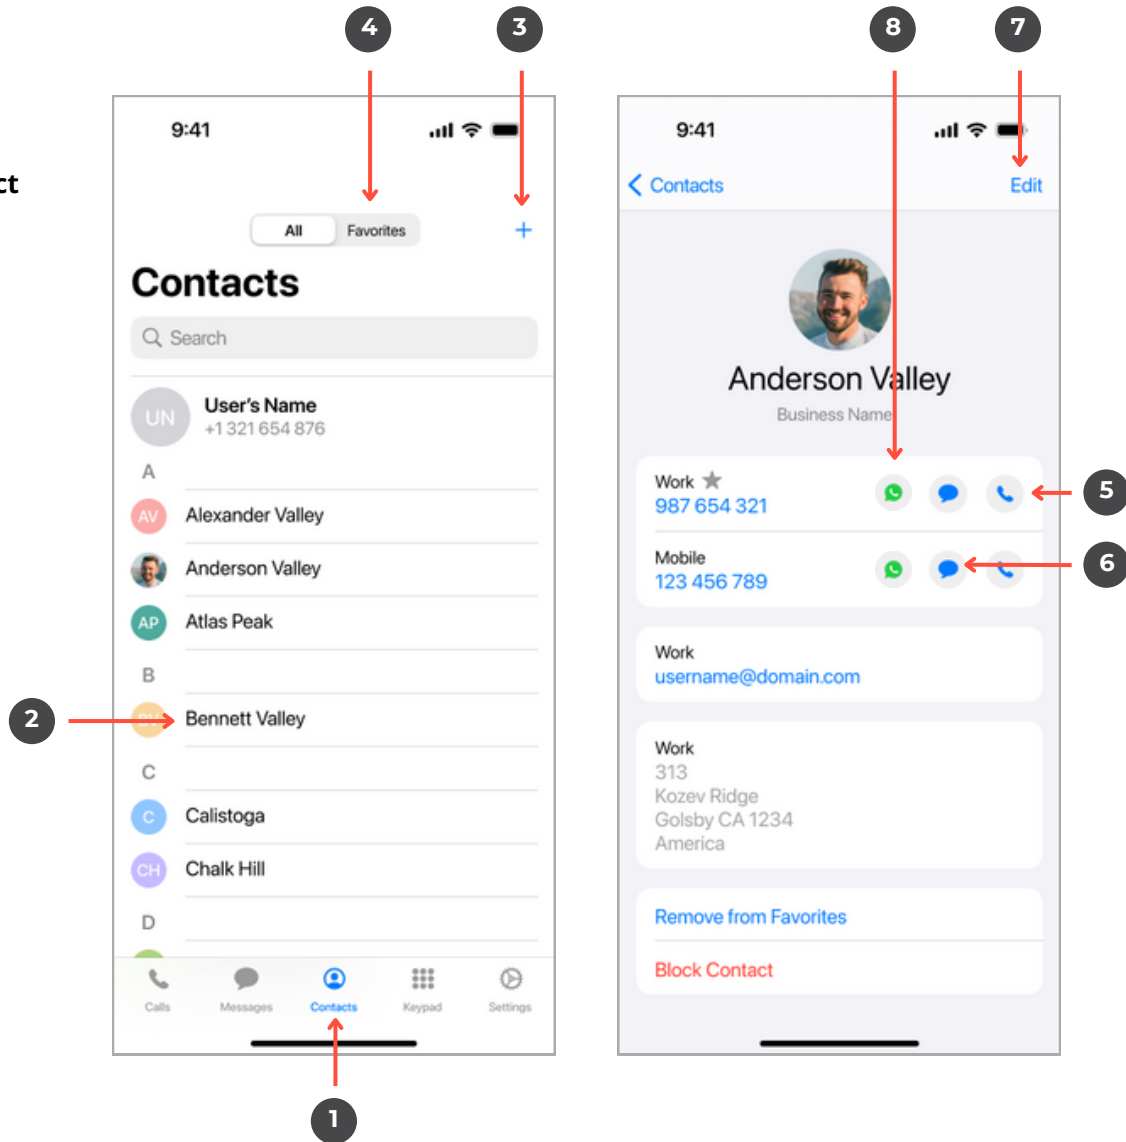 4
3
8
7
9:41
ct
All
Favorites
+
Contacts
Search
UN
User's Name
+1 321 654 876
A
AV
Alexander Valley
Anderson Valley
AP
Atlas Peak
B
2
Bennett Valley
C
C
Calistoga
CH
Chalk Hill
D
Calls
Messages
Contacts
Keypad
Settings
1
9:41
Contacts
Edit
Anderson Valley
Business Name
Work
987 654 321
5
Mobile
123 456 789
6
Work
username@domain.com
Work
313
Kozev Ridge
Golsby CA 1234
America
Remove from Favorites
Block Contact